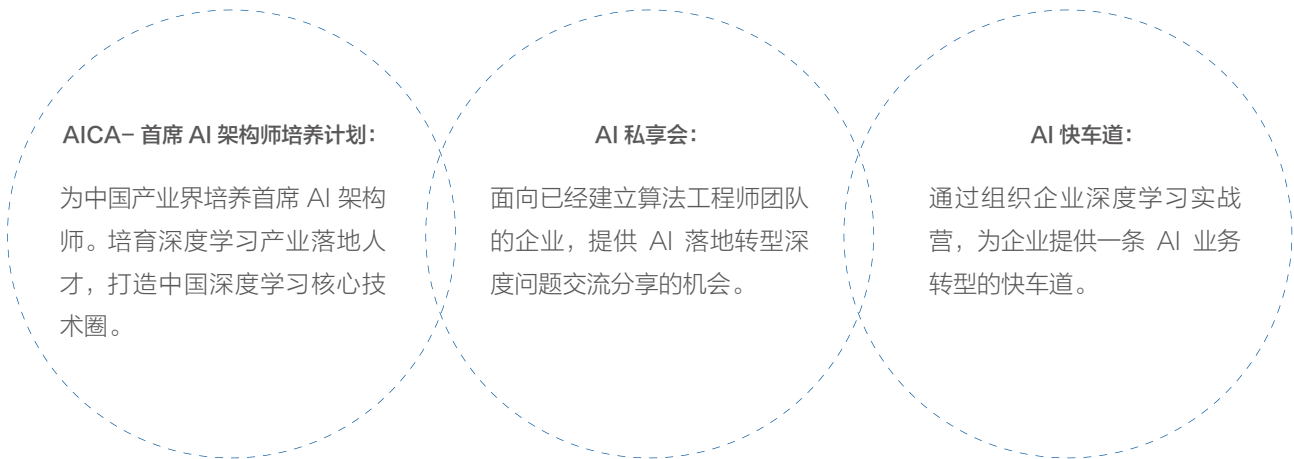 AICA- 首席 AI 架构师培养计划：
为中国产业界培养首席 AI 架构
师。培育深度学习产业落地人
才，打造中国深度学习核心技
术圈。
AI 私享会：
面向已经建立算法工程师团队
的企业，提供 AI 落地转型深
度问题交流分享的机会。
AI 快车道：
通过组织企业深度学习实战
营，为企业提供一条 AI 业务
转型的快车道。